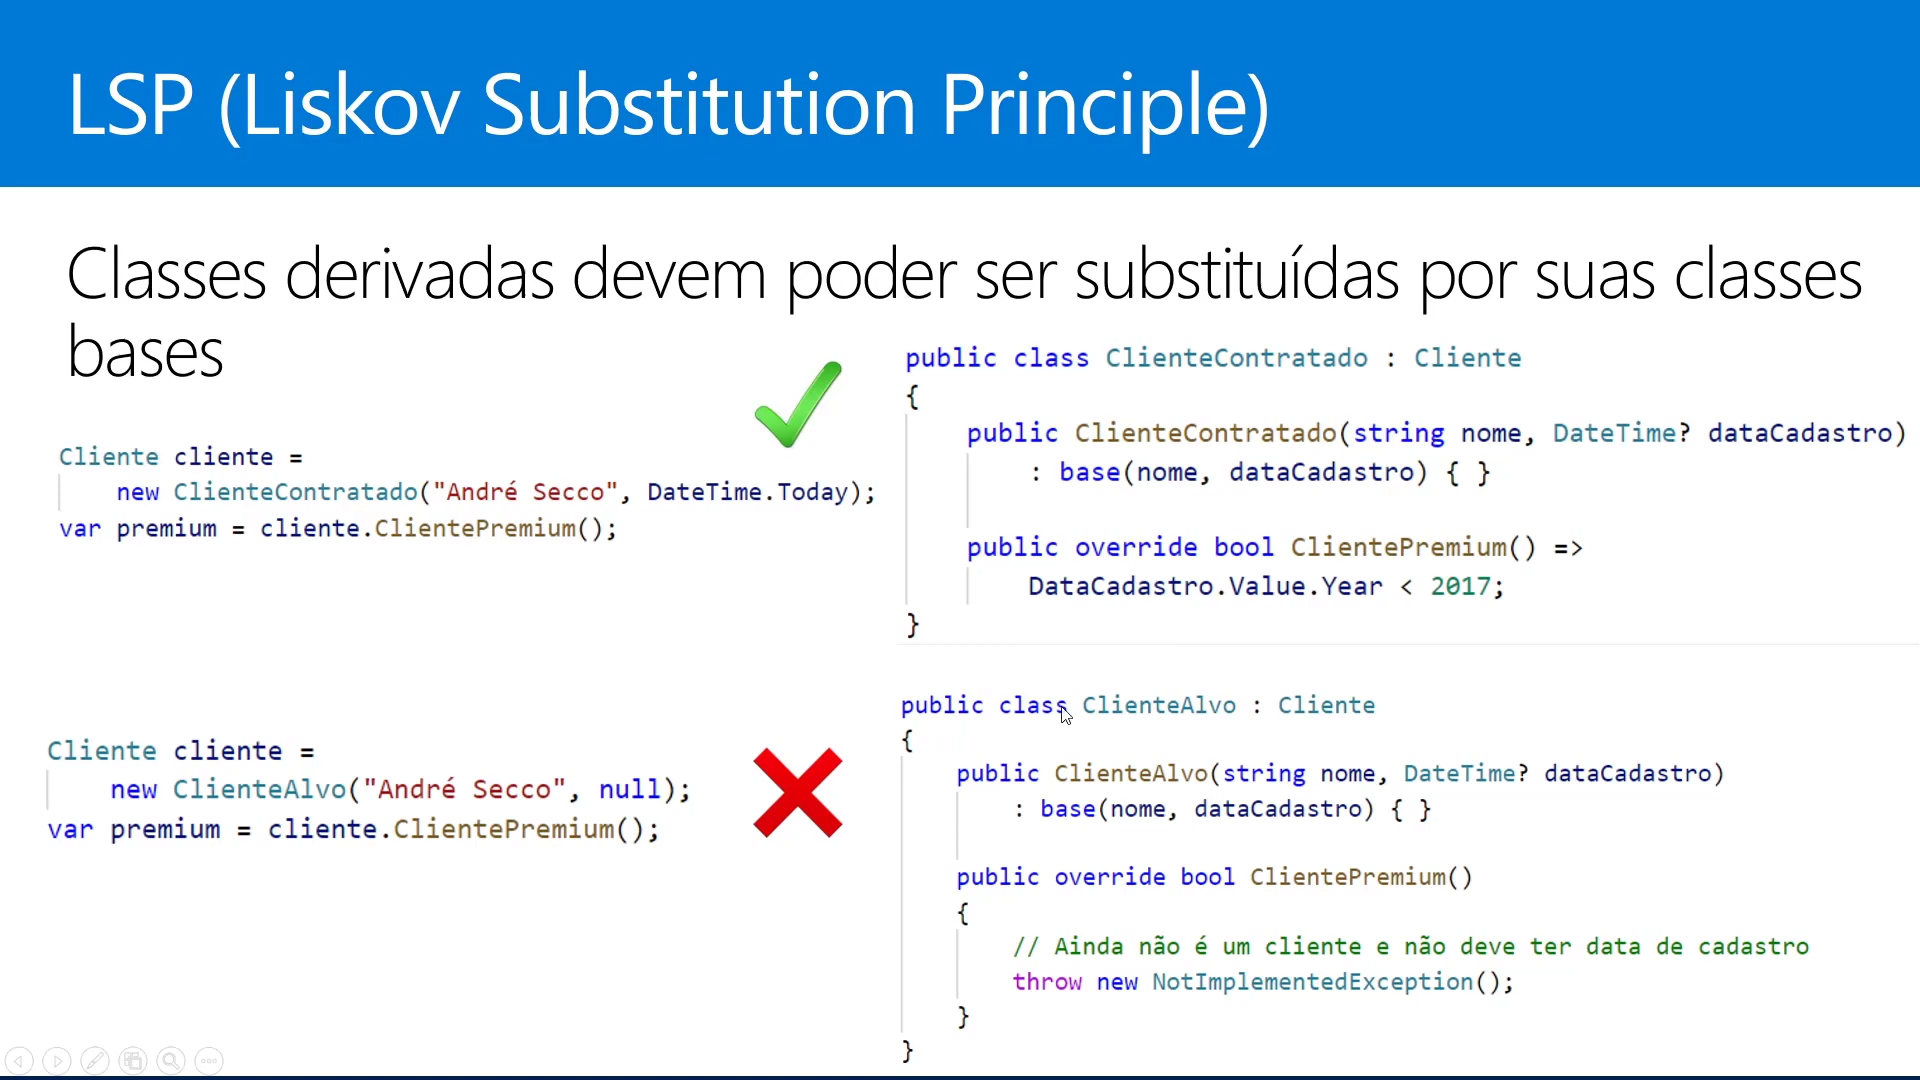 LSP (Liskov Substitution Principle)
Classes derivadas devem poder ser substituídas por suas classes
bases
Cliente cliente =
    new ClienteContratado("André Secco", DateTime.Today);
var premium = cliente.ClientePremium();
public class ClienteContratado : Cliente
{
    public ClienteContratado(string nome, DateTime? dataCadastro)
        : base(nome, dataCadastro) { }
    public override bool ClientePremium() =>
        DataCadastro.Value.Year < 2017;
}
Cliente cliente =
    new ClienteAlvo("André Secco", null);
var premium = cliente.ClientePremium();
public class ClienteAlvo : Cliente
{
    public ClienteAlvo(string nome, DateTime? dataCadastro)
        : base(nome, dataCadastro) { }
    public override bool ClientePremium()
    {
        // Ainda não é um cliente e não deve ter data de cadastro
        throw new NotImplementedException();
    }
}